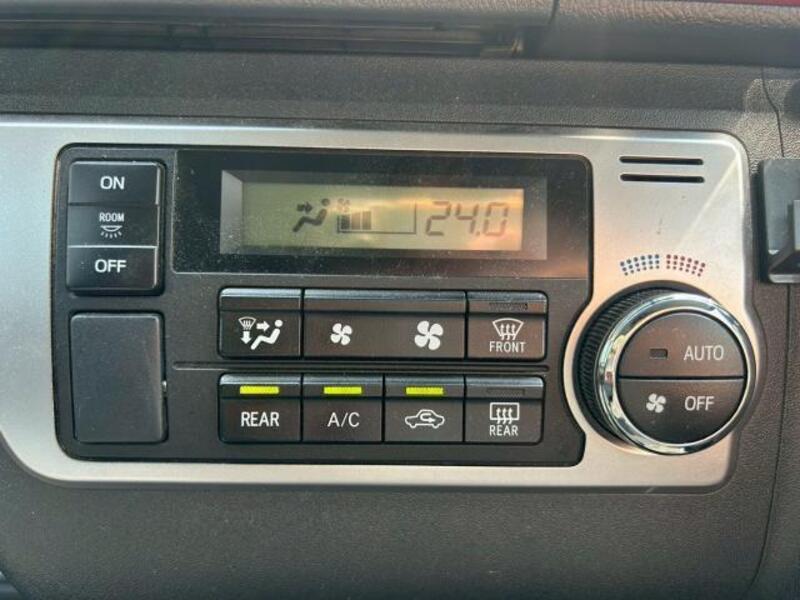 ON
ROOM
OFF
24.0
FRONT
REAR
A/C
REAR
AUTO
OFF